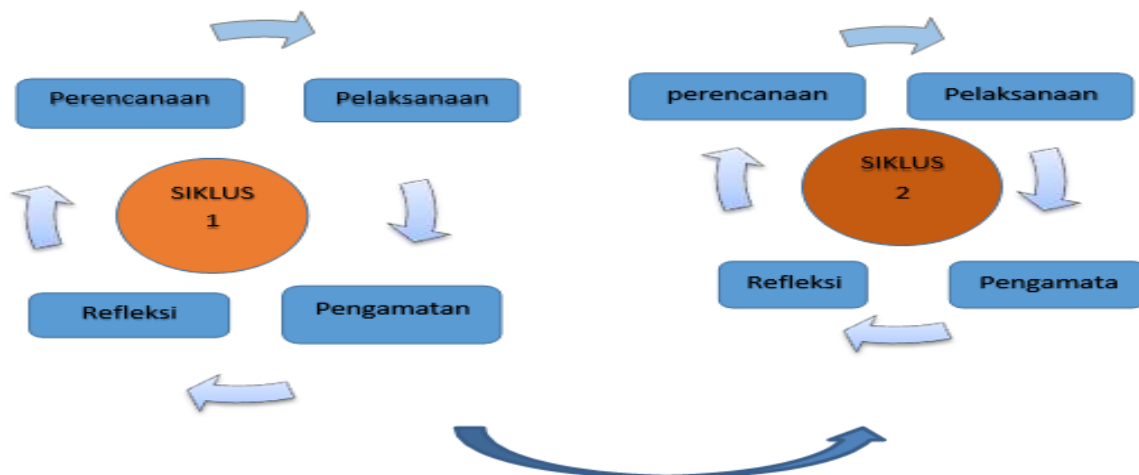 Perencanaan
Pelaksanaan
SIKLUS
1
Refleksi
Pengamatan
perencanaan
Pelaksanaan
SIKLUS
2
Refleksi
Pengamata